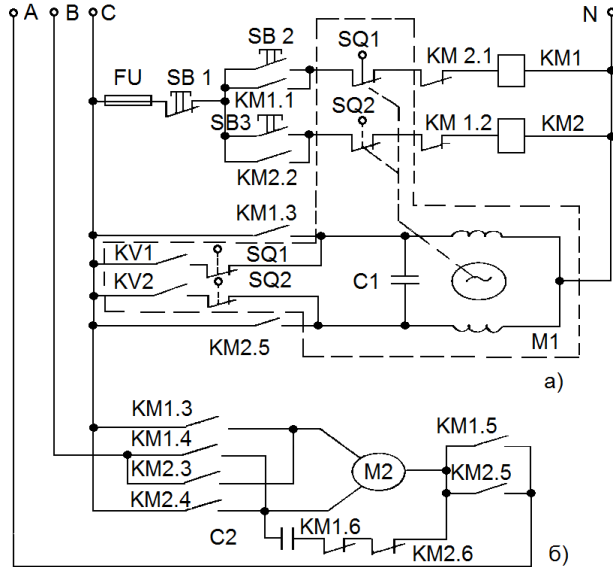 A B C N
SB 2 SQ1 KM 2.1 KM1
FU SB 1
KM1.1
SB3 SQ2 KM 1.2 KM2
KM2.2
KM1.3
KV1 SQ1
KV2 SQ2 C1
KM2.5 M1
а)
KM1.3
KM1.4 KM1.5
KM2.3 M2 KM2.5
KM2.4
C2 KM1.6
KM2.6 б)